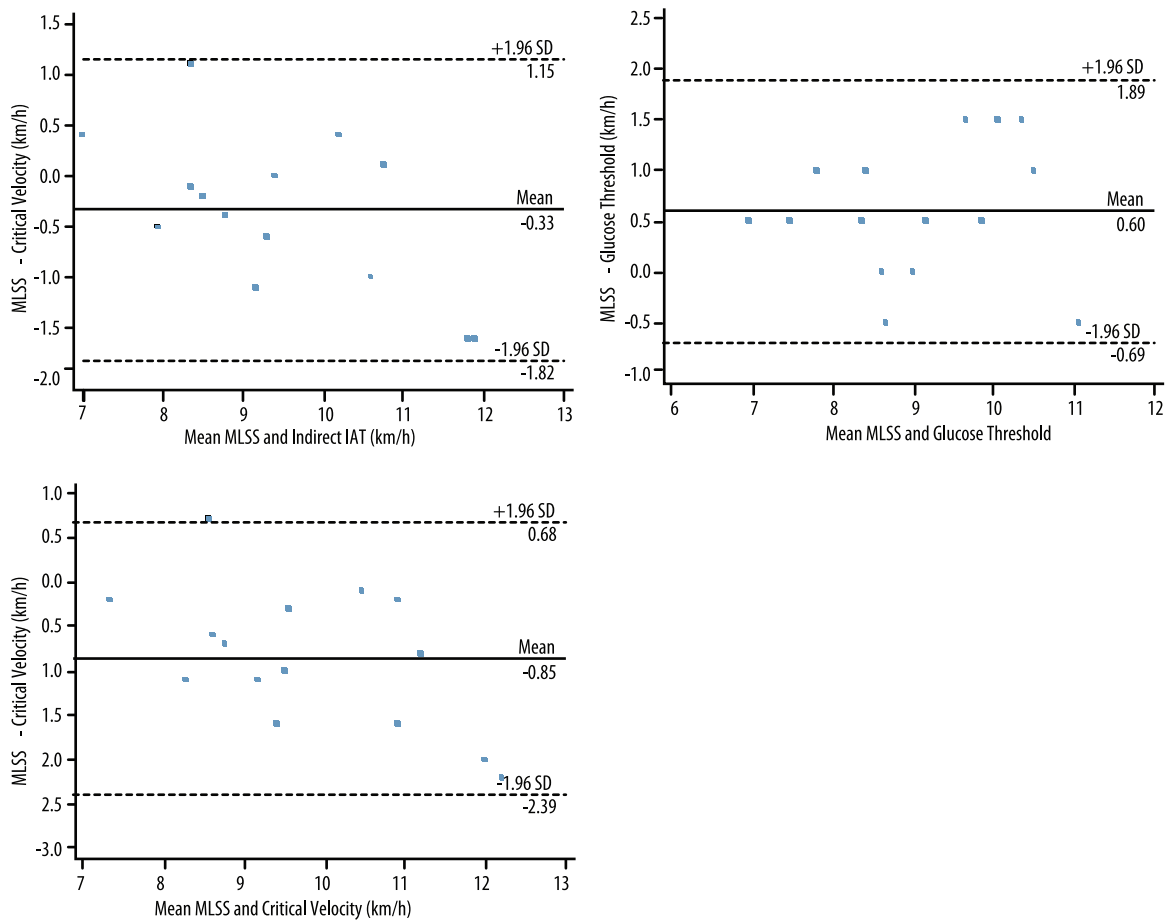 1.5
1.0
0.5
0.0
-0.5
-1.0
-1.5
-2.0
MLSS - Critical Velocity (km/h)
+1.96 SD
1.15
Mean
-0.33
-1.96 SD
-1.82
7 8 9 10 11 12 13
Mean MLSS and Indirect IAT (km/h)
2.5
2.0
1.5
1.0
0.5
0.0
-0.5
-1.0
MLSS - Glucose Threshold (km/h)
+1.96 SD
1.89
Mean
0.60
-1.96 SD
-0.69
6 7 8 9 10 11 12
Mean MLSS and Glucose Threshold
1.0
0.5
0.0
0.5
1.0
1.5
2.0
2.5
-3.0
MLSS - Critical Velocity (km/h)
+1.96 SD
0.68
Mean
-0.85
-1.96 SD
-2.39
7 8 9 10 11 12 13
Mean MLSS and Critical Velocity (km/h)